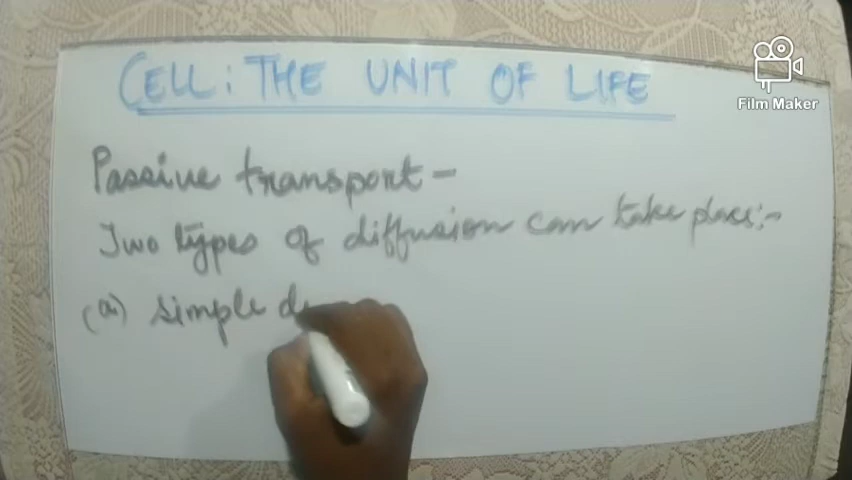 CELL: THE UNIT OF LIFE
Film Maker
Passive transport -
Two types of diffusion can take place:-
(a) simple d